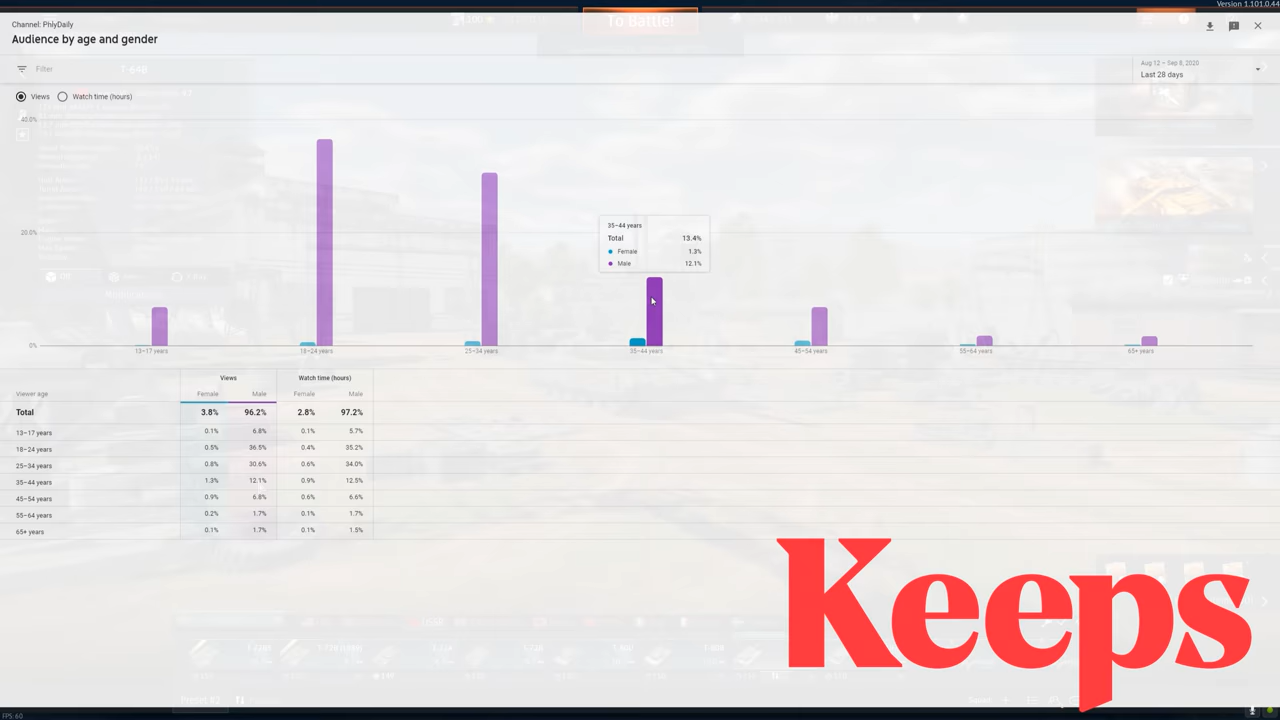 Version 1.101.0.44
To Battle!
Channel: PhlyDaily
Audience by age and gender
Filter
T-64B
Aug 12 – Sep 8, 2020
Last 28 days
Views Watch time (hours)
40.0%
20.0%
0%
35–44 years
Total 13.4%
Female 1.3%
Male 12.1%
13–17 years 18–24 years 25–34 years 35–44 years 45–54 years 55–64 years 65+ years
Views Watch time (hours)
Viewer age Female Male Female Male
Total 3.8% 96.2% 2.8% 97.2%
13–17 years 0.1% 6.8% 0.1% 5.7%
18–24 years 0.5% 36.5% 0.4% 35.2%
25–34 years 0.8% 30.6% 0.6% 34.0%
35–44 years 1.3% 12.1% 0.9% 12.5%
45–54 years 0.9% 6.8% 0.6% 6.6%
55–64 years 0.2% 1.7% 0.1% 1.7%
65+ years 0.1% 1.7% 0.1% 1.5%
Keeps
Preset #2
FPS: 60